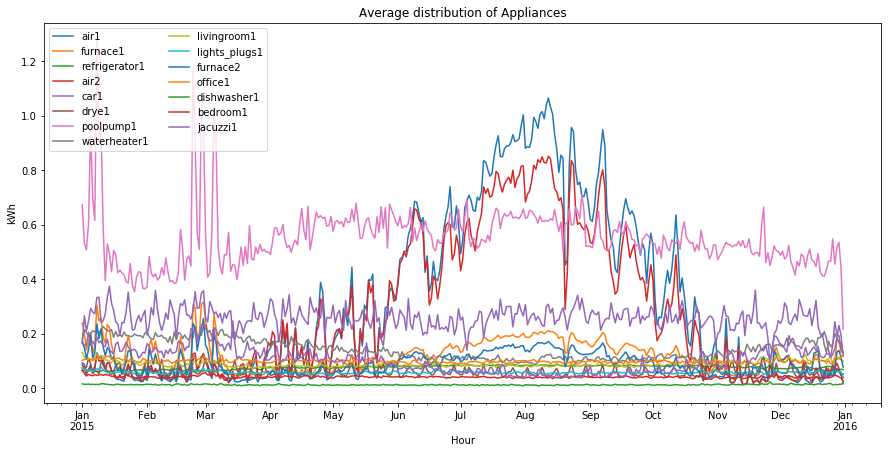 Average distribution of Appliances
air1
furnace1
refrigerator1
air2
car1
drye1
poolpump1
waterheater1
livingroom1
lights_plugs1
furnace2
office1
dishwasher1
bedroom1
jacuzzi1
kWh
1.2
1.0
0.8
0.6
0.4
0.2
0.0
Jan Feb Mar Apr May Jun Jul Aug Sep Oct Nov Dec Jan
2015 2016
Hour